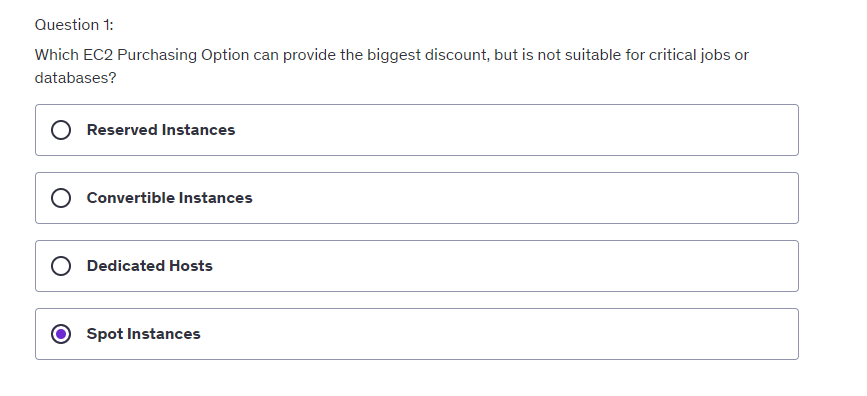 Question 1:
Which EC2 Purchasing Option can provide the biggest discount, but is not suitable for critical jobs or
databases?
Reserved Instances
Convertible Instances
Dedicated Hosts
Spot Instances